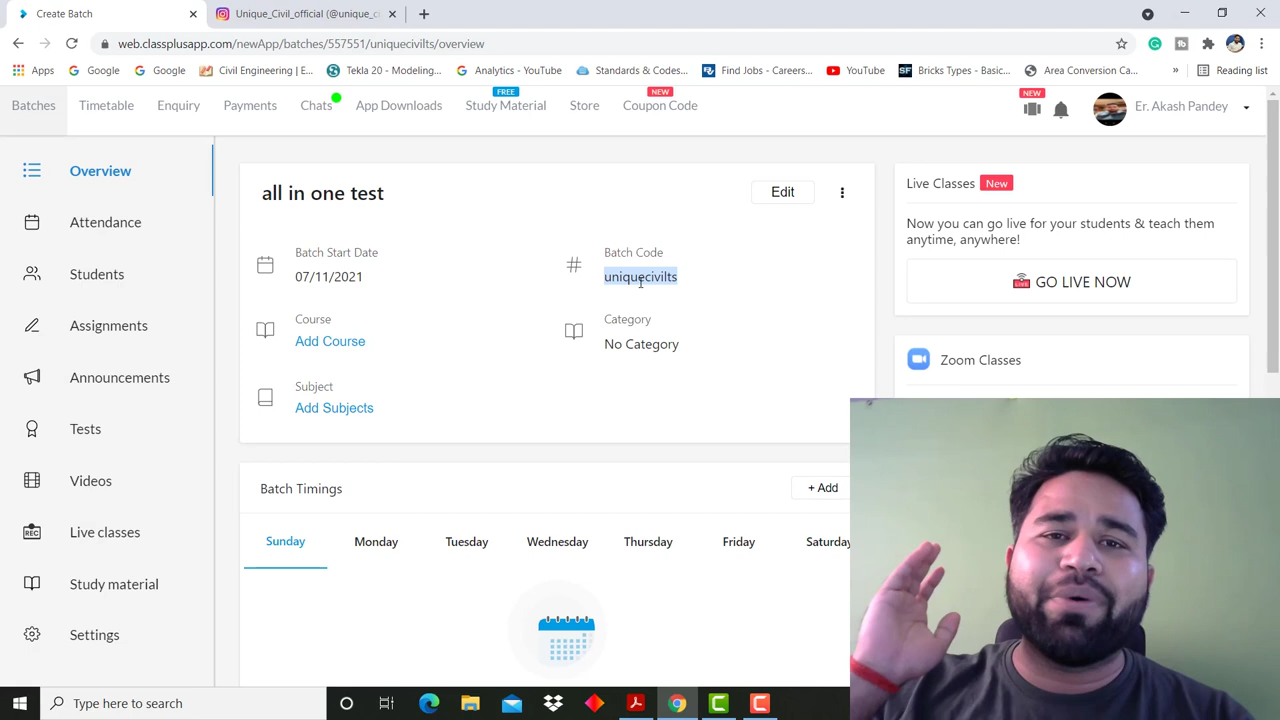 Create Batch
Unique_Civil_official (@unique_c
web.classplusapp.com/newApp/batches/557551/uniquecivilts/overview
Apps
Google
Google
Civil Engineering | E...
Tekla 20 - Modeling...
Analytics - YouTube
Standards & Codes...
Find Jobs - Careers...
YouTube
SF
Bricks Types - Basic...
Area Conversion Ca...
»
Reading list
Batches
Timetable
Enquiry
Payments
Chats
App Downloads
FREE
Study Material
Store
NEW
Coupon Code
NEW
Er. Akash Pandey
Overview
Attendance
Students
Assignments
Announcements
Tests
Videos
REC
Live classes
Study material
Settings
all in one test
Edit
Batch Start Date
07/11/2021
#
Batch Code
uniquecivilts
Course
Add Course
Category
No Category
Subject
Add Subjects
Batch Timings
+ Add
Sunday
Monday
Tuesday
Wednesday
Thursday
Friday
Saturday
Live Classes New
Now you can go live for your students & teach them
anytime, anywhere!
LIVE GO LIVE NOW
Zoom Classes
Type here to search